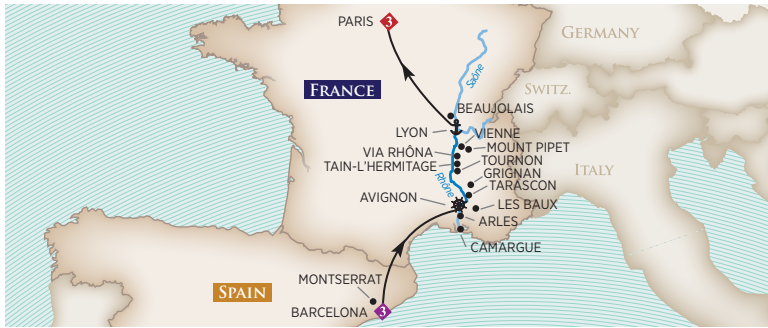 PARIS
3
GERMANY
Saône
FRANCE
SWITZ.
BEAUJOLAIS
LYON
VIENNE
MOUNT PIPET
VIA RHÔNA
TOURNON
TAIN-L'HERMITAGE
GRIGNAN
ITALY
Rhône
TARASCON
AVIGNON
LES BAUX
ARLES
CAMARGUE
MONTSERRAT
SPAIN
BARCELONA
3